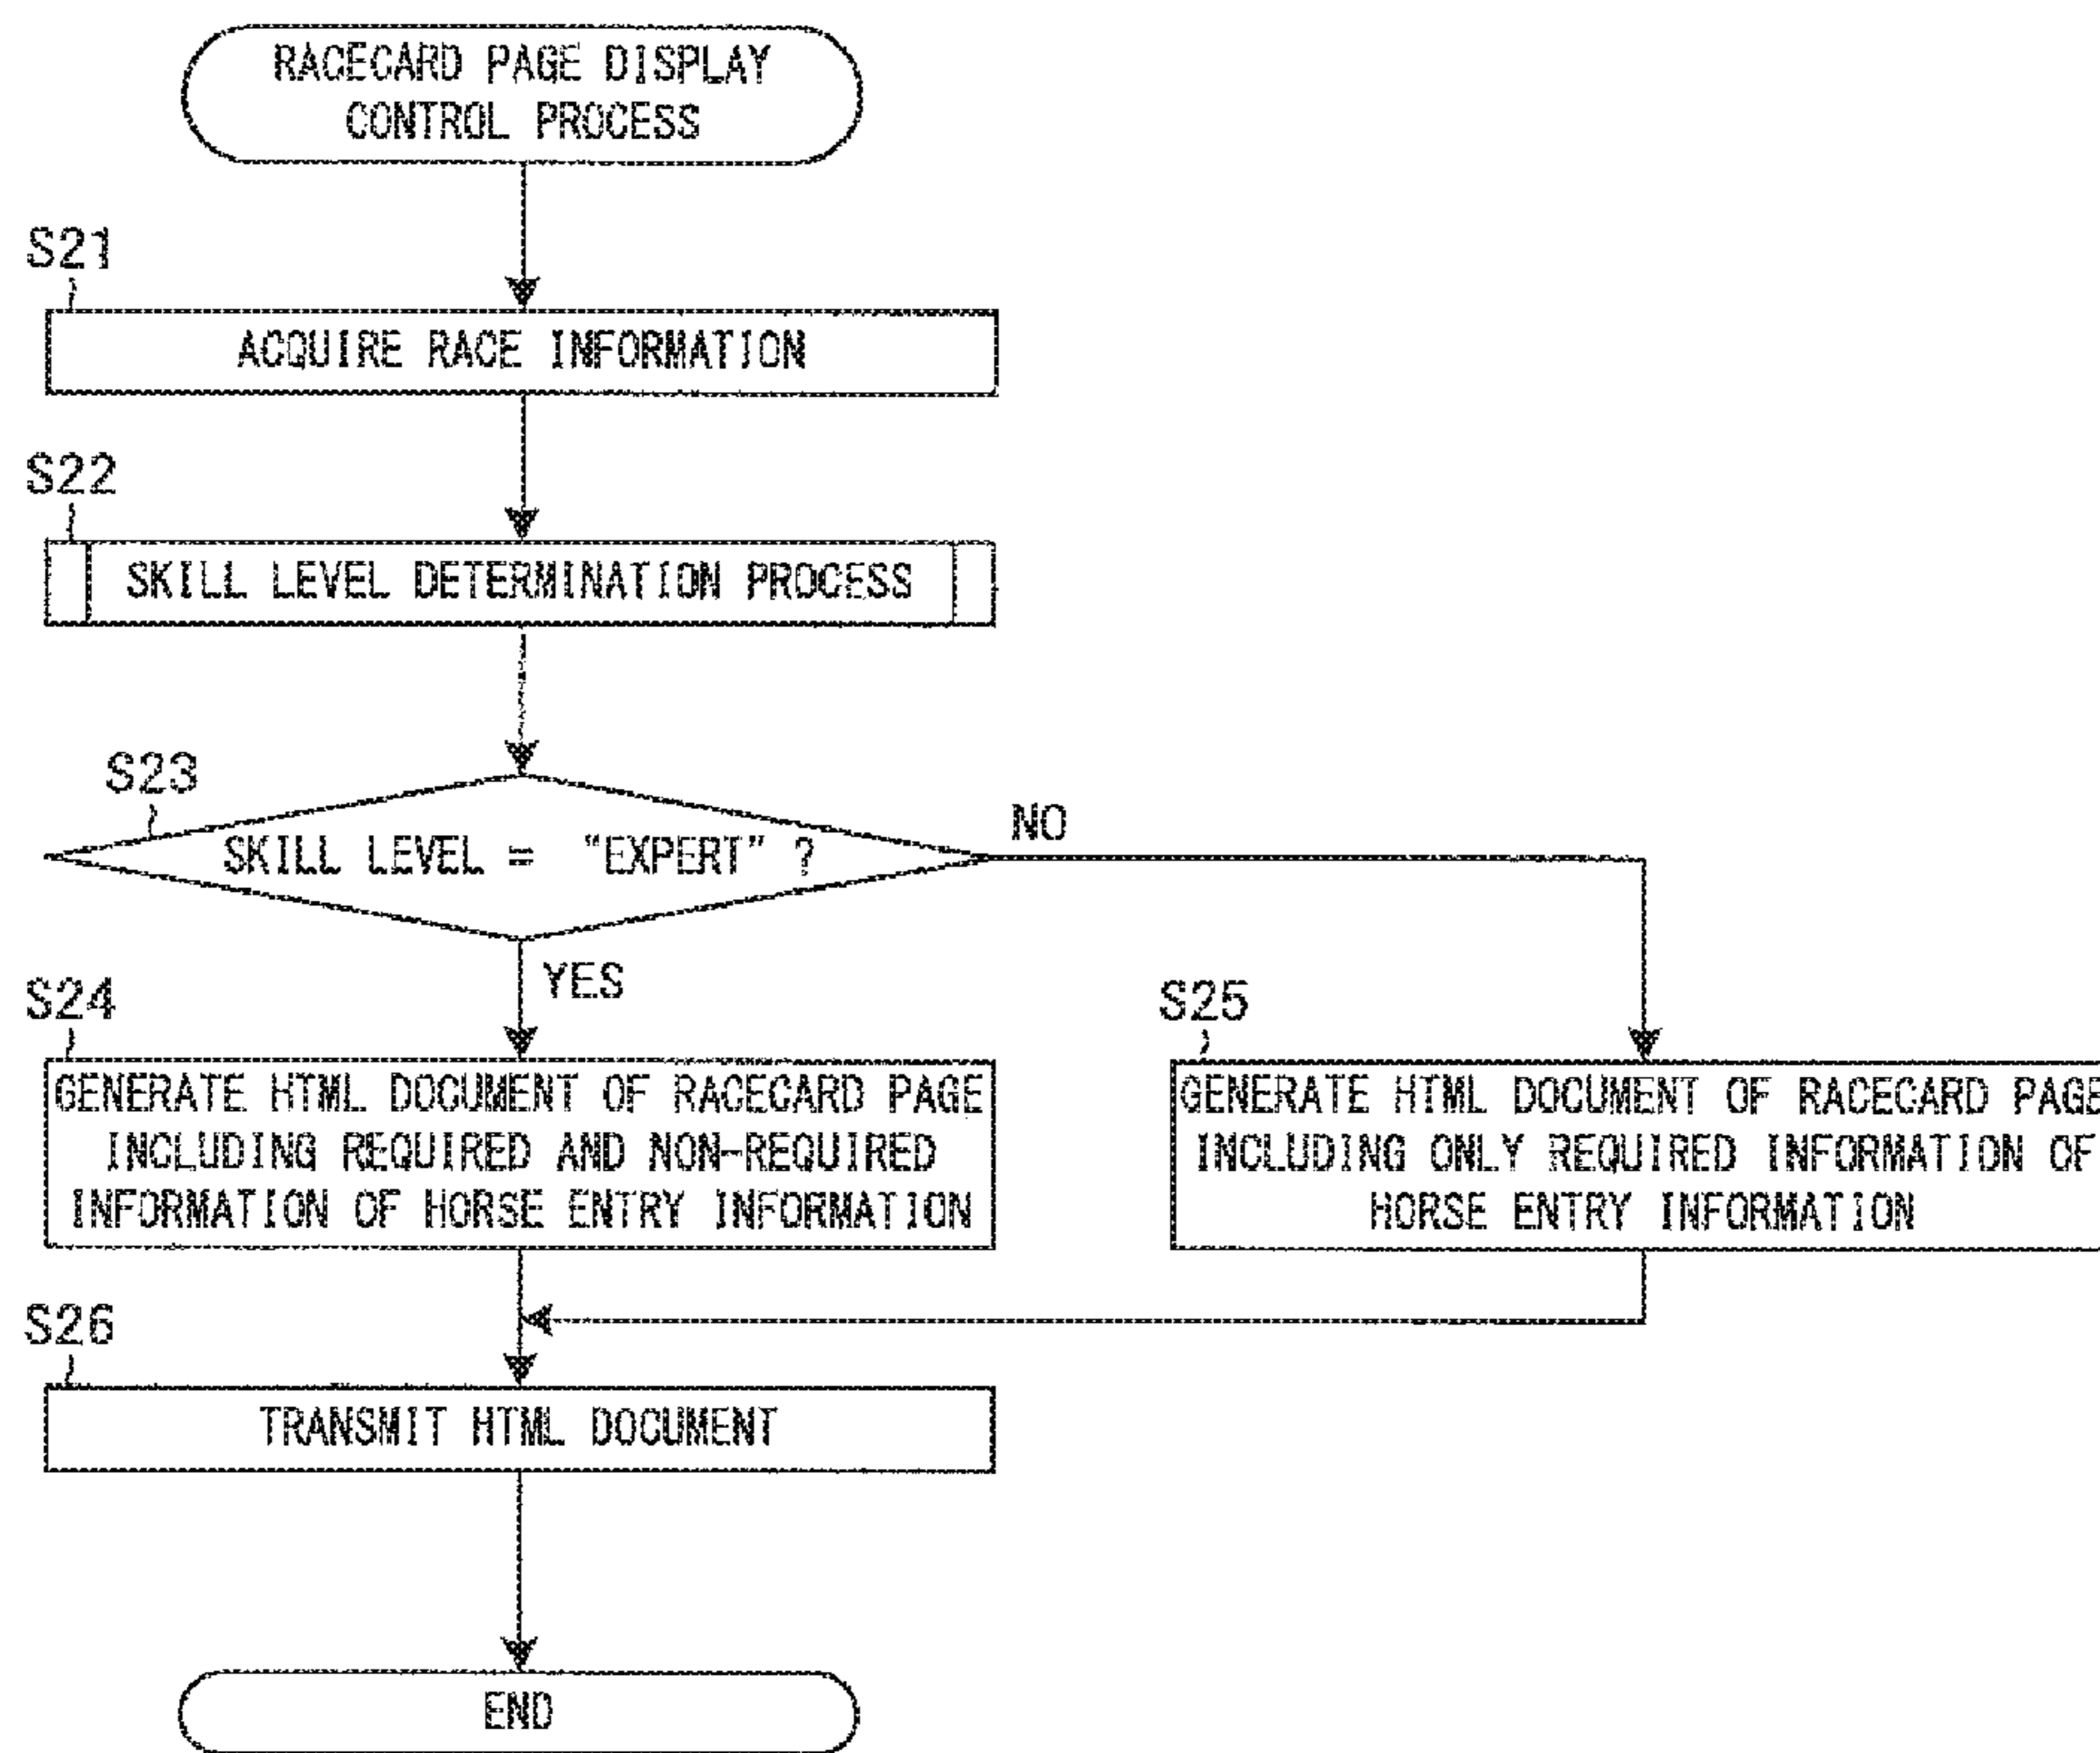 RACECARD PAGE DISPLAY
CONTROL PROCESS
S21
ACQUIRE RACE INFORMATION
S22
SKILL LEVEL DETERMINATION PROCESS
S23
SKILL LEVEL = "EXPERT" ?
NO
YES
S24
GENERATE HTML DOCUMENT OF RACECARD PAGE
INCLUDING REQUIRED AND NON-REQUIRED
INFORMATION OF HORSE ENTRY INFORMATION
S25
GENERATE HTML DOCUMENT OF RACECARD PAGE
INCLUDING ONLY REQUIRED INFORMATION OF
HORSE ENTRY INFORMATION
S26
TRANSMIT HTML DOCUMENT
END